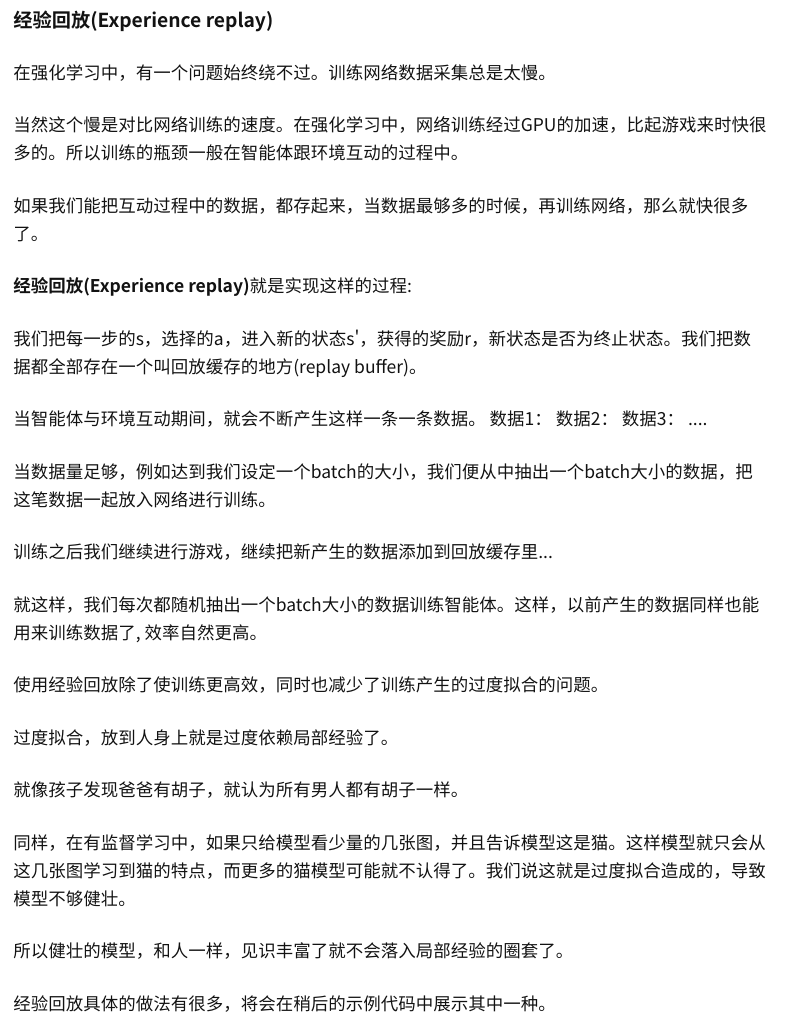 经验回放(Experience replay)
在强化学习中，有一个问题始终绕不过。训练网络数据采集总是太慢。
当然这个慢是对比网络训练的速度。在强化学习中，网络训练经过GPU的加速，比起游戏来时快很
多的。所以训练的瓶颈一般在智能体跟环境互动的过程中。
如果我们能把互动过程中的数据，都存起来，当数据最够多的时候，再训练网络，那么就快很多
了。
经验回放(Experience replay)就是实现这样的过程:
我们把每一步的s，选择的a，进入新的状态s'，获得的奖励r，新状态是否为终止状态。我们把数
据都全部存在一个叫回放缓存的地方(replay buffer)。
当智能体与环境互动期间，就会不断产生这样一条一条数据。 数据1： 数据2： 数据3： ....
当数据量足够，例如达到我们设定一个batch的大小，我们便从中抽出一个batch大小的数据，把
这笔数据一起放入网络进行训练。
训练之后我们继续进行游戏，继续把新产生的数据添加到回放缓存里...
就这样，我们每次都随机抽出一个batch大小的数据训练智能体。这样，以前产生的数据同样也能
用来训练数据了, 效率自然更高。
使用经验回放除了使训练更高效，同时也减少了训练产生的过度拟合的问题。
过度拟合，放到人身上就是过度依赖局部经验了。
就像孩子发现爸爸有胡子，就认为所有男人都有胡子一样。
同样，在有监督学习中，如果只给模型看少量的几张图，并且告诉模型这是猫。这样模型就只会从
这几张图学习到猫的特点，而更多的猫模型可能就不认得了。我们说这就是过度拟合造成的，导致
模型不够健壮。
所以健壮的模型，和人一样，见识丰富了就不会落入局部经验的圈套了。
经验回放具体的做法有很多，将会在稍后的示例代码中展示其中一种。